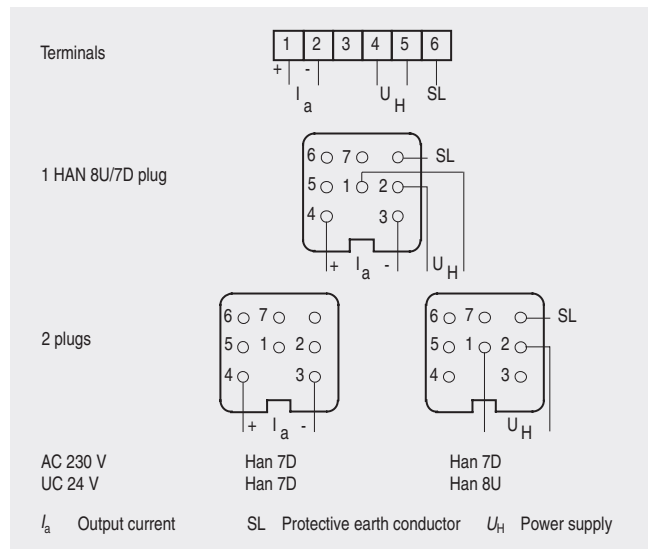 Terminals
1 2 3 4 5 6
+ -
I a U H SL
1 HAN 8U/7D plug
6 7 SL
5 1 2
4 3
+ I a - U H
2 plugs
6 7
5 1 2
4 3
+ I a -
6 7 SL
5 1 2
4 3
U H
AC 230 V Han 7D Han 7D
UC 24 V Han 7D Han 8U
Ia Output current SL Protective earth conductor UH Power supply